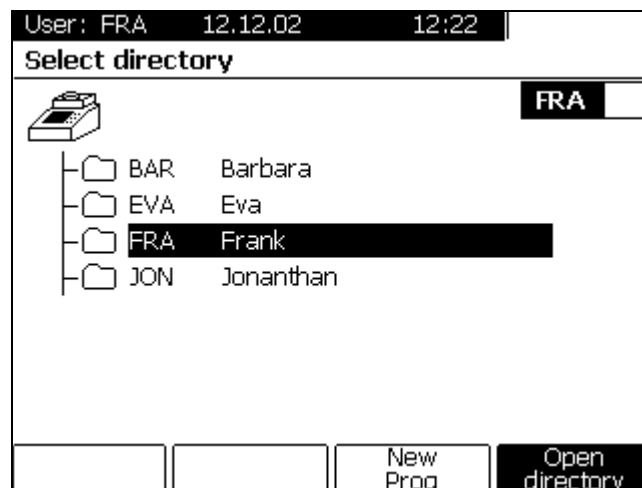 User: FRA 12.12.02 12:22
Select directory
FRA
BAR Barbara
EVA Eva
FRA Frank
JON Jonanthan
New
Prog
Open
directory